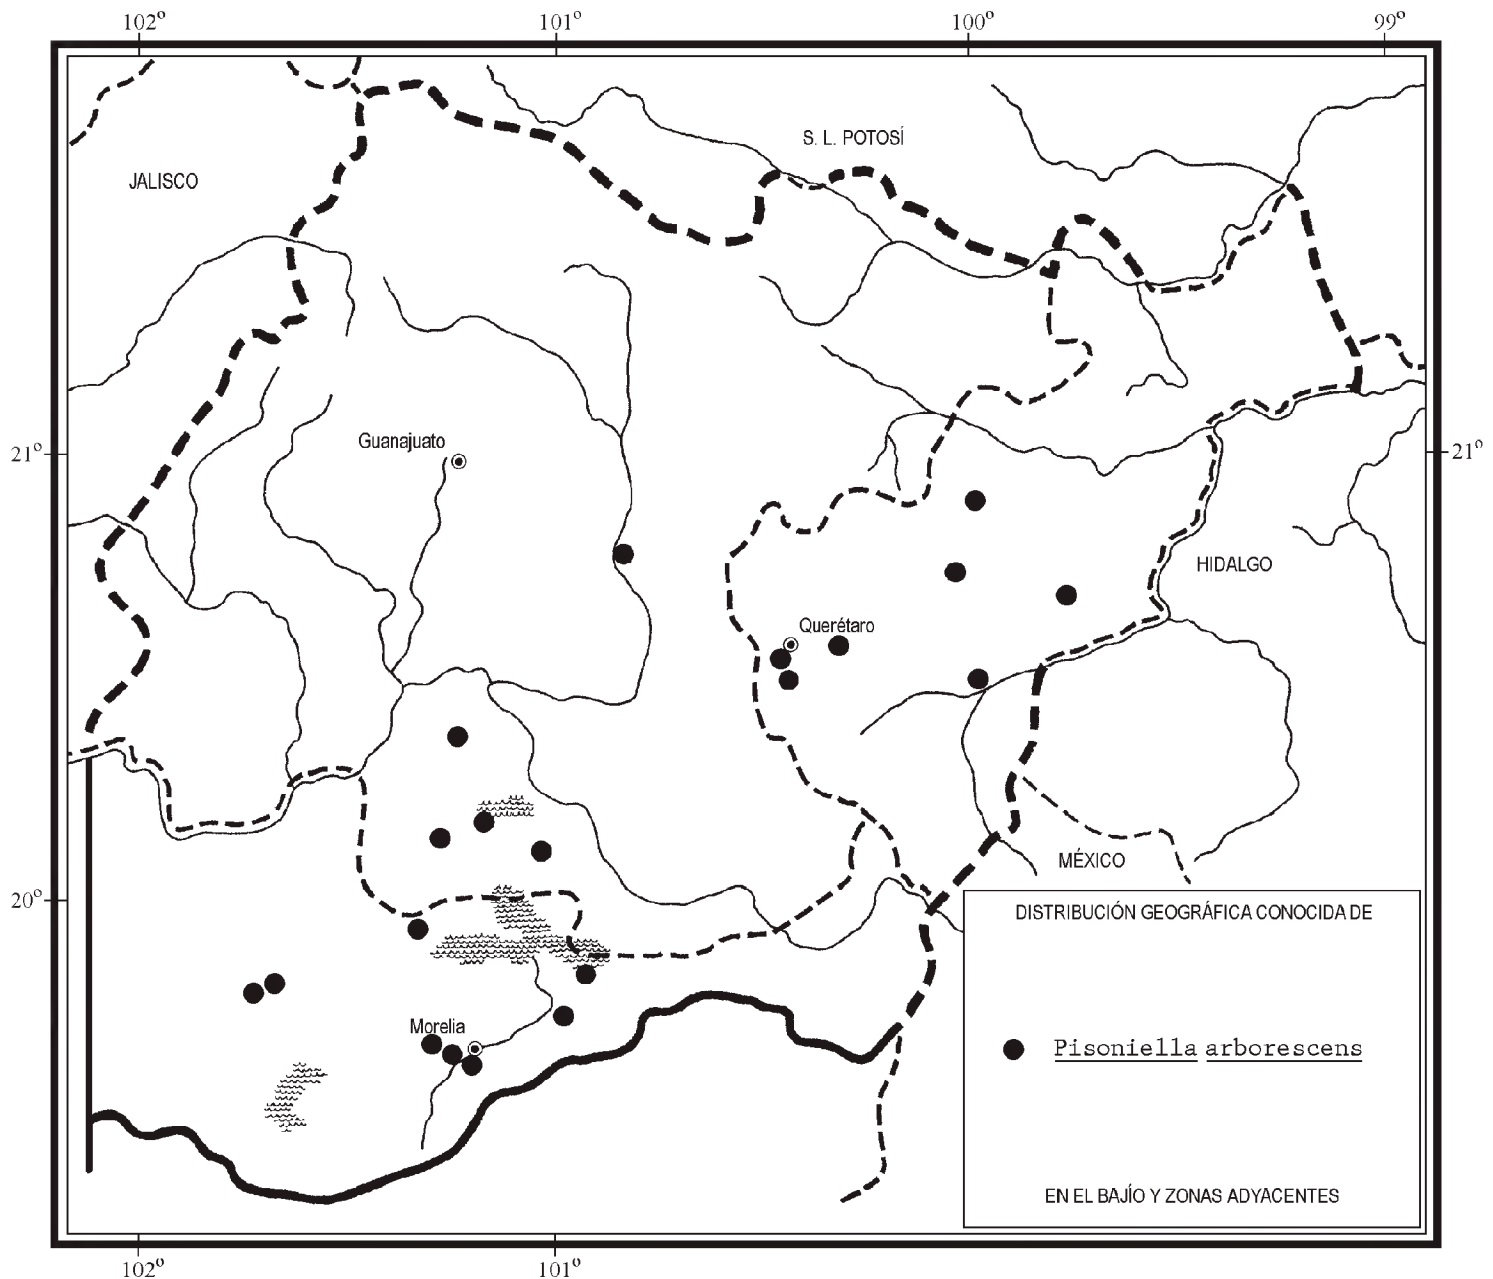 102º 101º 100º 99º
S. L. POTOSÍ
JALISCO
Guanajuato
21º 21º
HIDALGO
Querétaro
MÉXICO
20º
DISTRIBUCIÓN GEOGRÁFICA CONOCIDA DE
Morelia
Pisoniella arborescens
EN EL BAJÍO Y ZONAS ADYACENTES
102º 101º